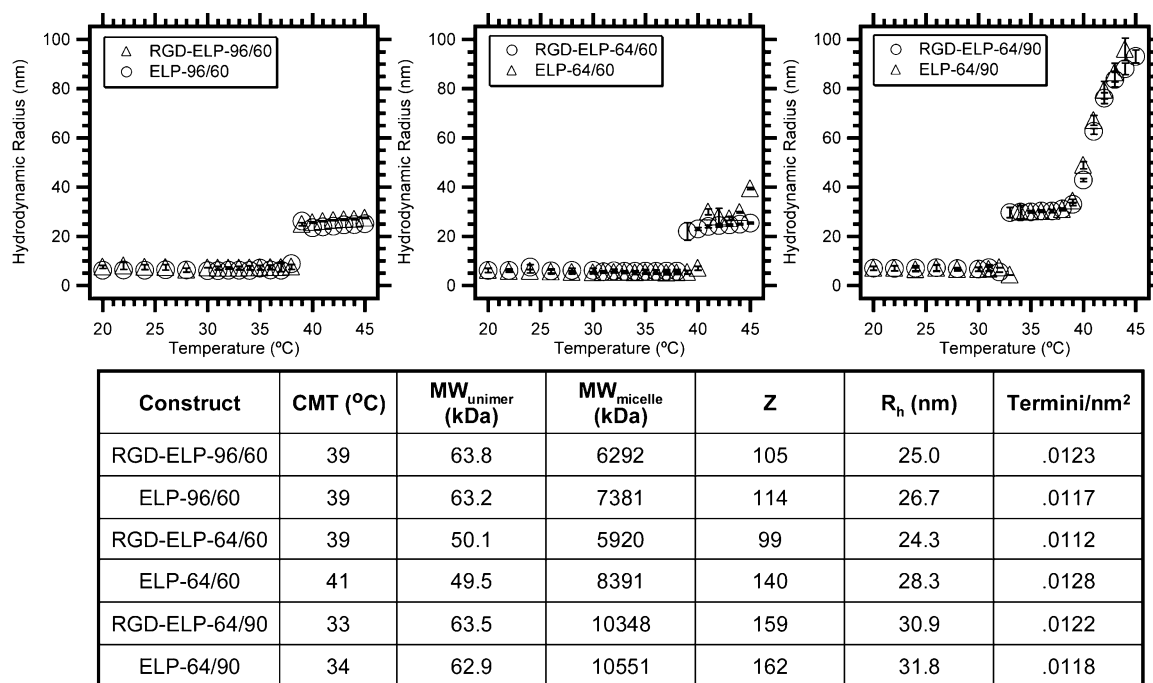 RGD-ELP-96/60
ELP-96/60
Hydrodynamic Radius (nm)
100
80
60
40
20
0
20 25 30 35 40 45
Temperature (ºC)
RGD-ELP-64/60
ELP-64/60
Hydrodynamic Radius (nm)
100
80
60
40
20
0
20 25 30 35 40 45
Temperature (ºC)
RGD-ELP-64/90
ELP-64/90
Hydrodynamic Radius (nm)
100
80
60
40
20
0
20 25 30 35 40 45
Temperature (ºC)
Construct CMT (ºC) MWunimer (kDa) MWmicelle (kDa) Z Rh (nm) Termini/nm²
RGD-ELP-96/60 39 63.8 6292 105 25.0 .0123
ELP-96/60 39 63.2 7381 114 26.7 .0117
RGD-ELP-64/60 39 50.1 5920 99 24.3 .0112
ELP-64/60 41 49.5 8391 140 28.3 .0128
RGD-ELP-64/90 33 63.5 10348 159 30.9 .0122
ELP-64/90 34 62.9 10551 162 31.8 .0118